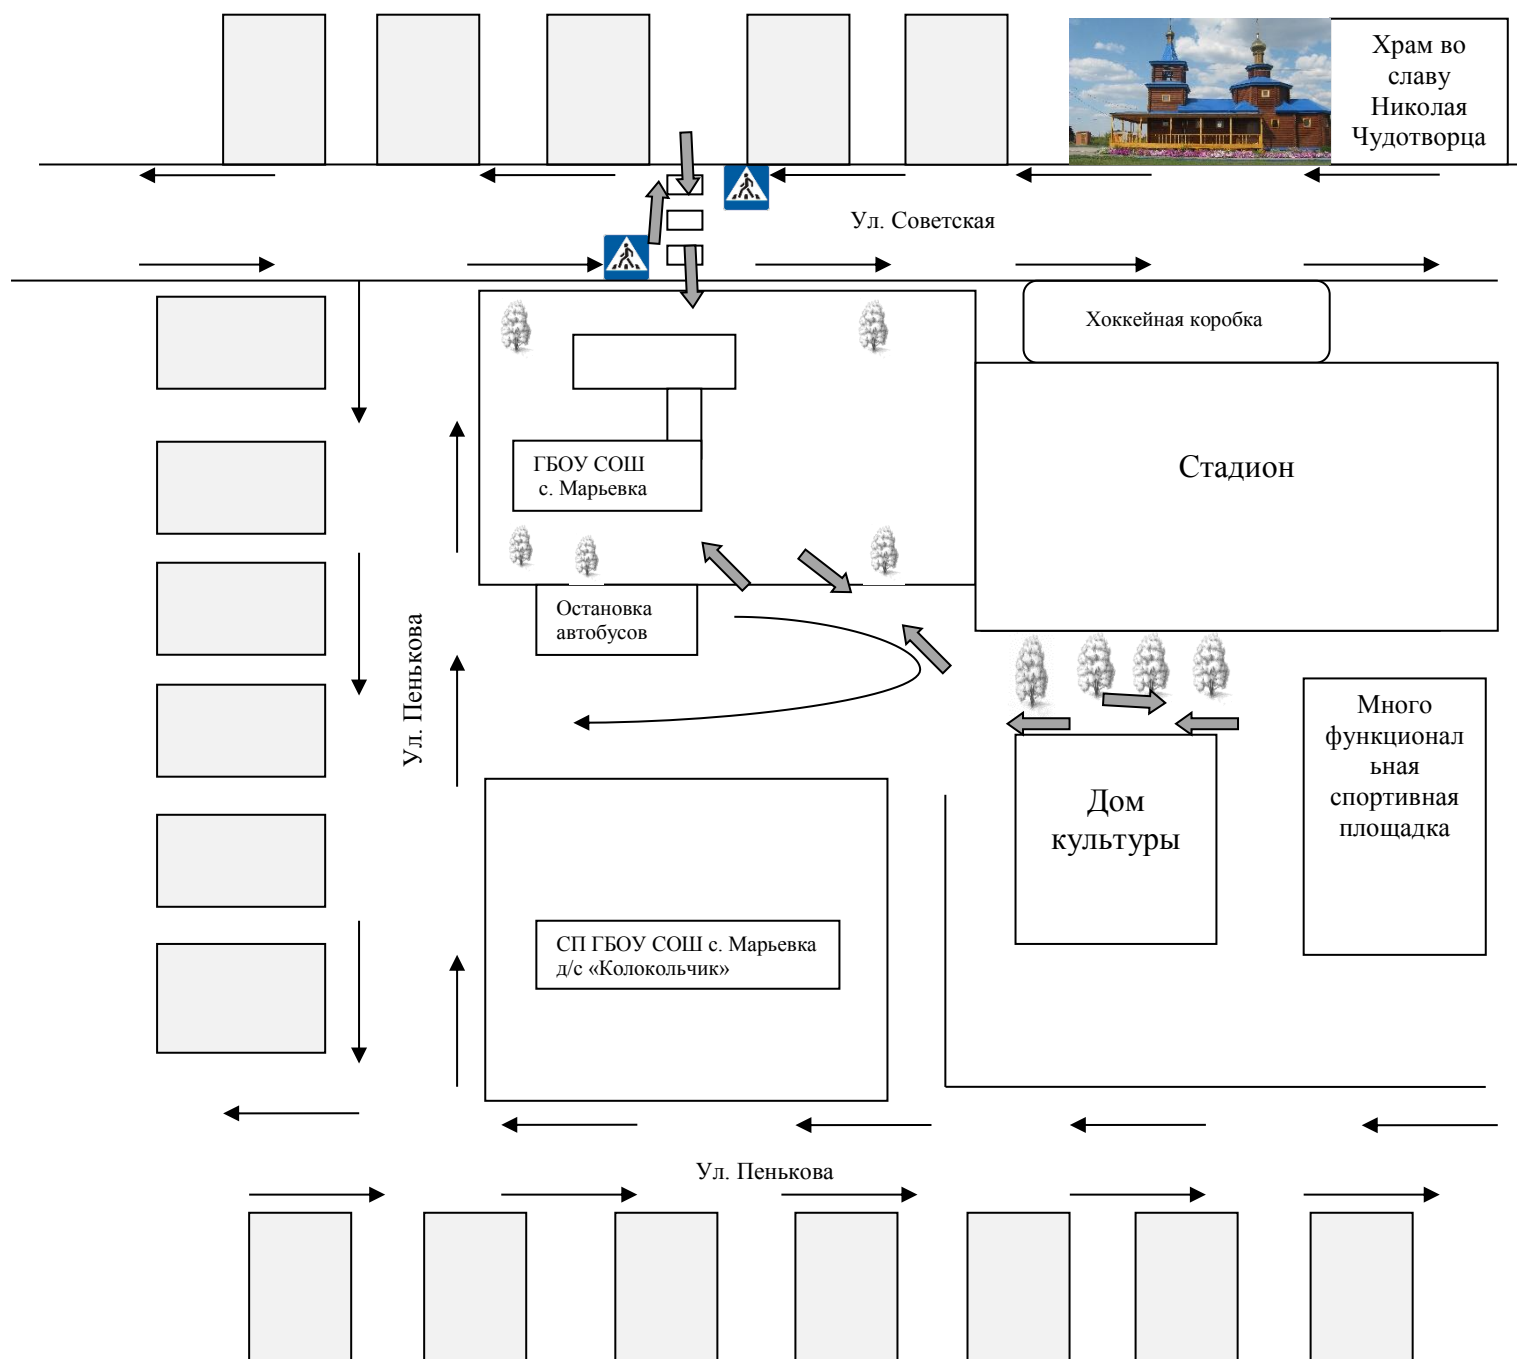 Храм во
славу
Николая
Чудотворца
Ул. Советская
Хоккейная коробка
ГБОУ СОШ
с. Марьевка
Стадион
Остановка
автобусов
Ул. Пенькова
Много
функционал
ьная
спортивная
площадка
Дом
культуры
СП ГБОУ СОШ с. Марьевка
д/с «Колокольчик»
Ул. Пенькова